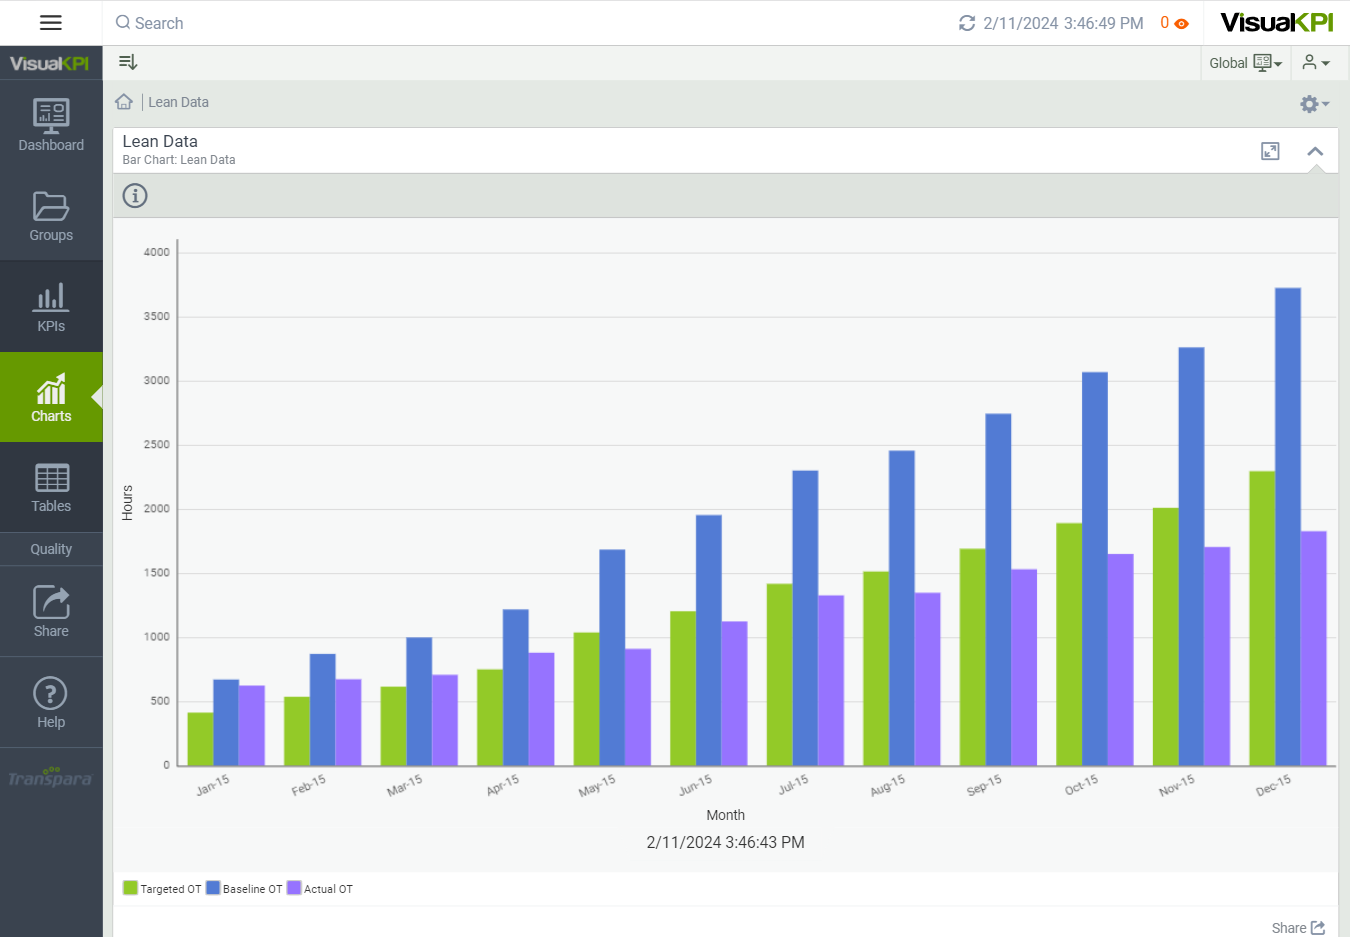 Search
2/11/2024 3:46:49 PM
0
VisualKPI
VisualKPI
Global
Dashboard
Groups
KPIs
Charts
Tables
Quality
Share
Help
Transpara
Lean Data
Lean Data
Bar Chart: Lean Data
4000
3500
3000
2500
2000
1500
1000
500
0
Hours
Jan-15 Feb-15 Mar-15 Apr-15 May-15 Jun-15 Jul-15 Aug-15 Sep-15 Oct-15 Nov-15 Dec-15
Month
2/11/2024 3:46:43 PM
Targeted OT Baseline OT Actual OT
Share